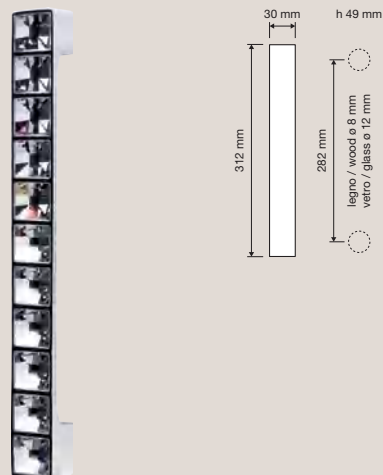 30 mm
h 49 mm
312 mm
282 mm
legno / wood ø 8 mm
vetro / glass ø 12 mm